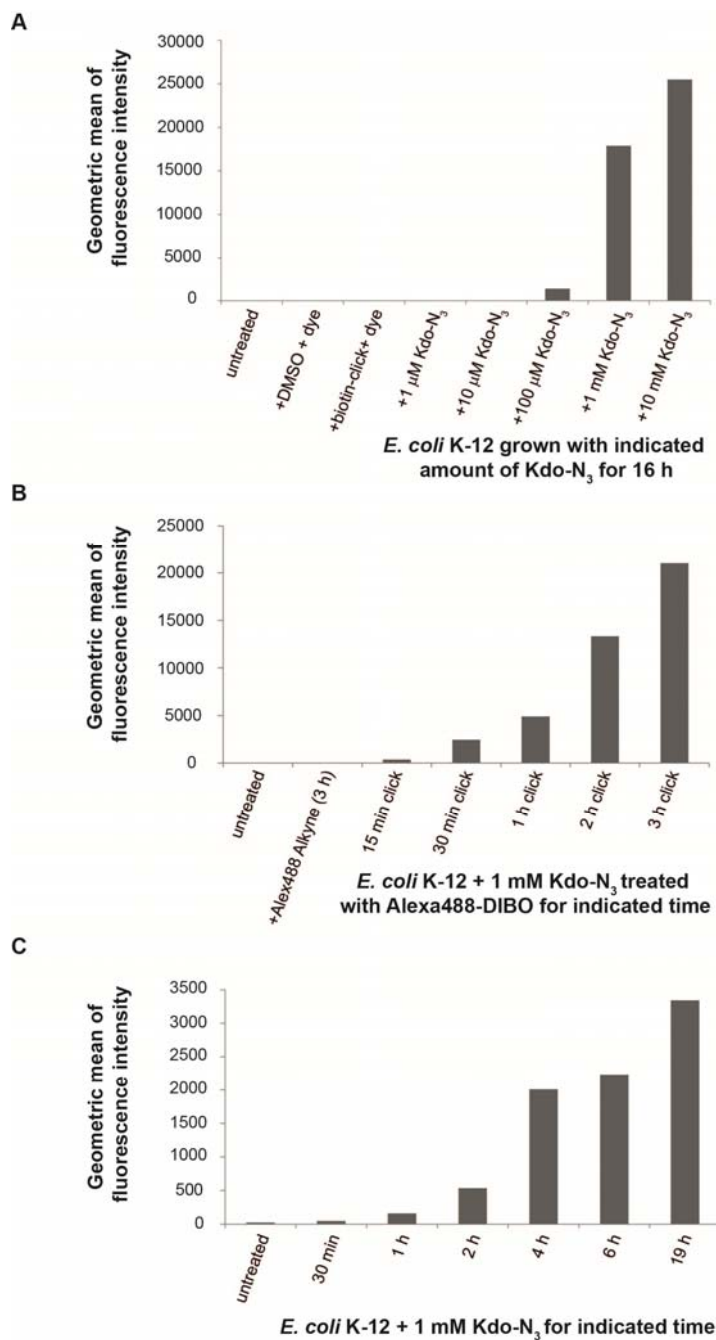 A
Geometric mean of
fluorescence intensity
30000
25000
20000
15000
10000
5000
0
untreated
+DMSO + dye
+biotin-click+ dye
+1 µM Kdo-N3
+10 µM Kdo-N3
+100 µM Kdo-N3
+1 mM Kdo-N3
+10 mM Kdo-N3
E. coli K-12 grown with indicated
amount of Kdo-N3 for 16 h
B
Geometric mean of
fluorescence intensity
25000
20000
15000
10000
5000
0
untreated
+Alex488 Alkyne (3 h)
15 min click
30 min click
1 h click
2 h click
3 h click
E. coli K-12 + 1 mM Kdo-N3 treated
with Alexa488-DIBO for indicated time
C
Geometric mean of
fluorescence intensity
3500
3000
2500
2000
1500
1000
500
0
untreated
30 min
1 h
2 h
4 h
6 h
19 h
E. coli K-12 + 1 mM Kdo-N3 for indicated time